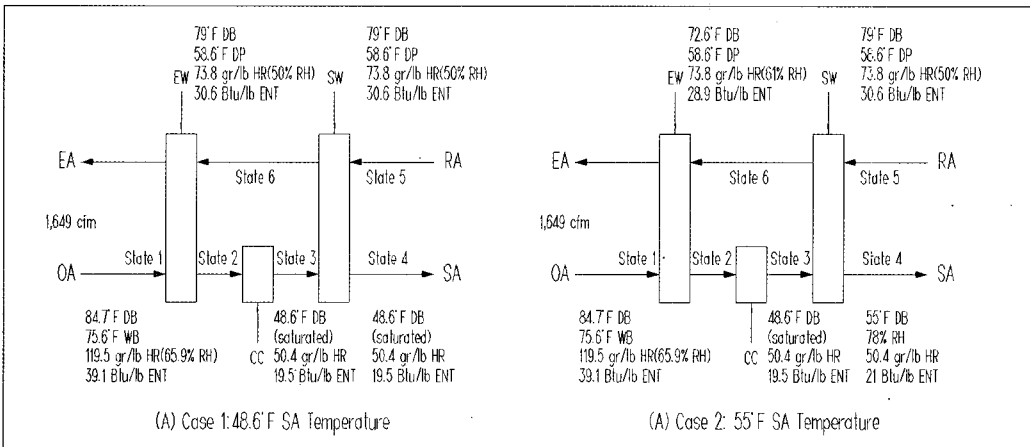 79°F DB
58.6°F DP
73.8 gr/lb HR(50% RH)
30.6 Btu/lb ENT
EW
79°F DB
58.6°F DP
73.8 gr/lb HR(50% RH)
30.6 Btu/lb ENT
SW
EA
State 6
State 5
RA
1,649 cfm
OA
State 1
State 2
State 3
State 4
SA
84.7°F DB
75.6°F WB
119.5 gr/lb HR(65.9% RH)
39.1 Btu/lb ENT
CC
48.6°F DB
(saturated)
50.4 gr/lb HR
19.5 Btu/lb ENT
48.6°F DB
(saturated)
50.4 gr/lb HR
19.5 Btu/lb ENT
(A) Case 1:48.6°F SA Temperature
72.6°F DB
58.6°F DP
73.8 gr/lb HR(61% RH)
28.9 Btu/lb ENT
EW
79°F DB
58.6°F DP
73.8 gr/lb HR(50% RH)
30.6 Btu/lb ENT
SW
EA
State 6
State 5
RA
1,649 cfm
OA
State 1
State 2
State 3
State 4
SA
84.7°F DB
75.6°F WB
119.5 gr/lb HR(65.9% RH)
39.1 Btu/lb ENT
CC
48.6°F DB
(saturated)
50.4 gr/lb HR
19.5 Btu/lb ENT
55°F DB
78% RH
50.4 gr/lb HR
21 Btu/lb ENT
(A) Case 2: 55°F SA Temperature